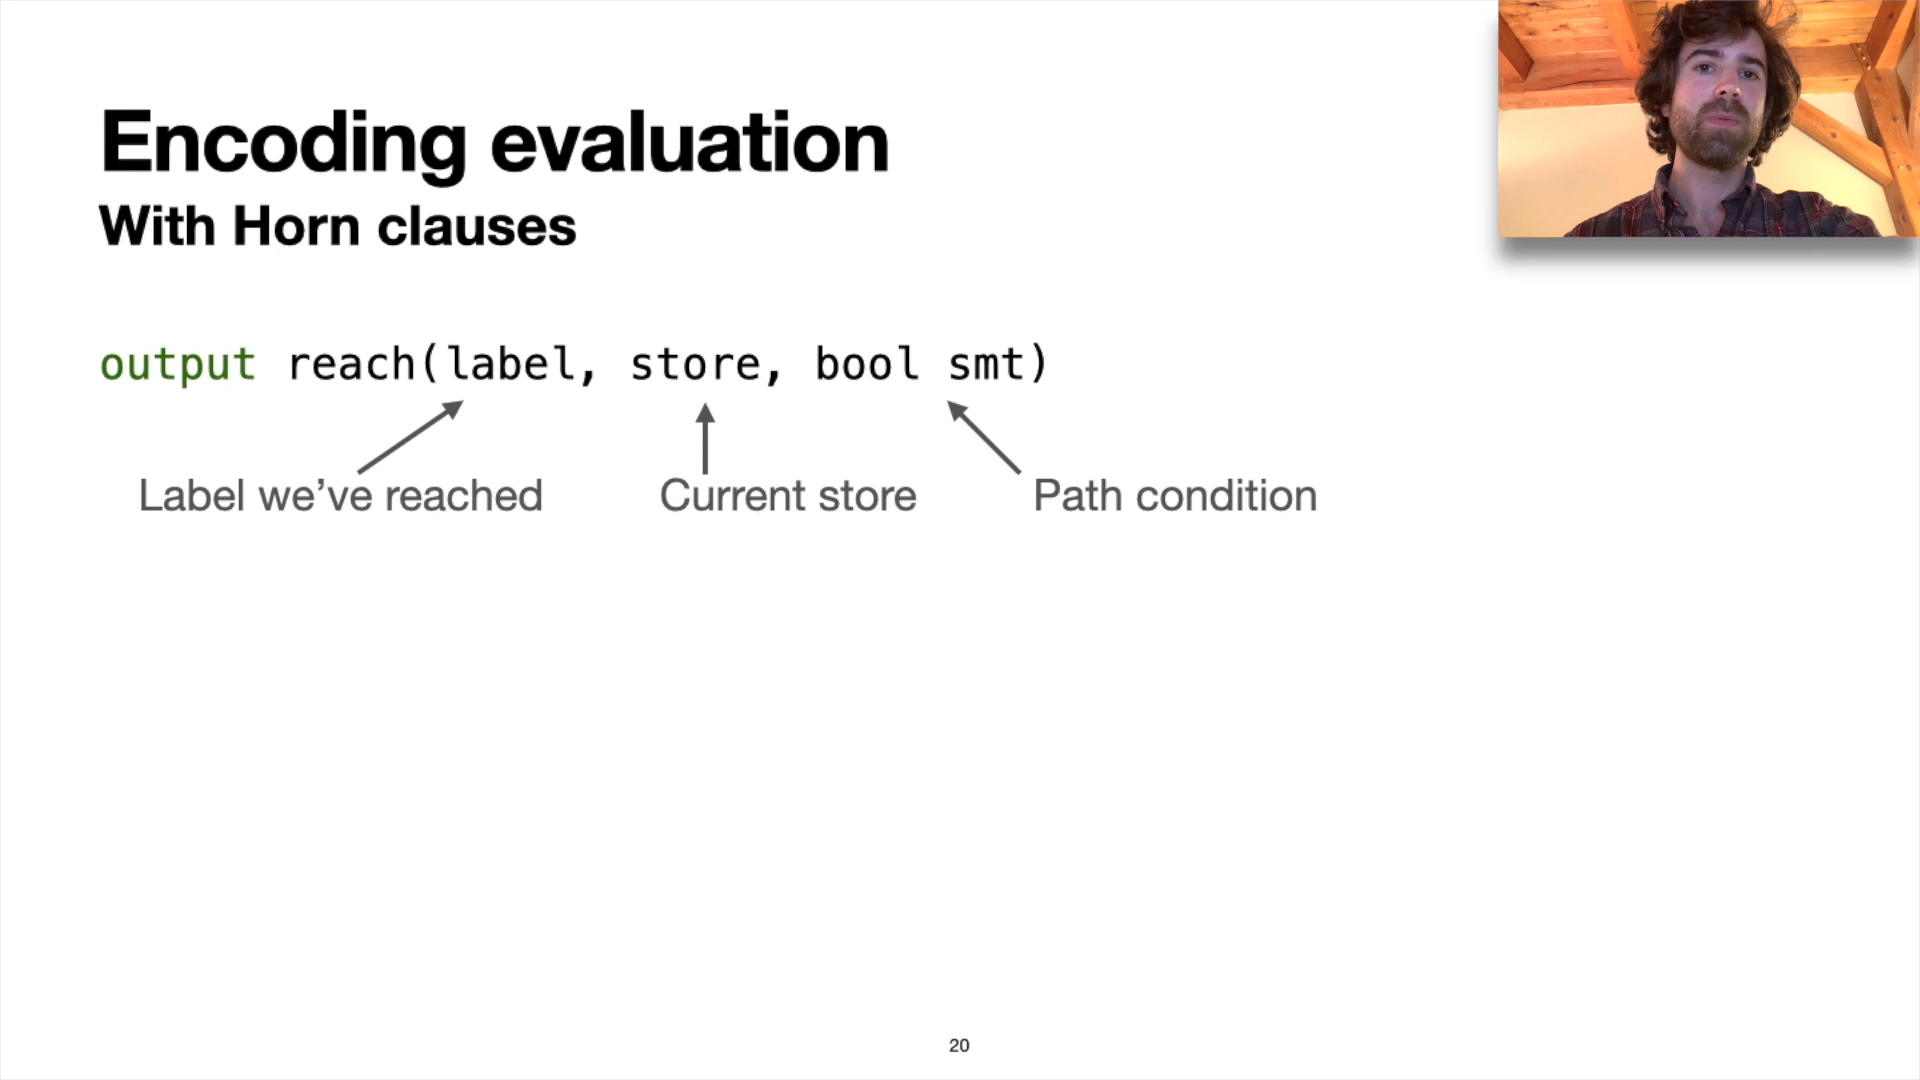 Encoding evaluation
With Horn clauses
output reach(label, store, bool smt)
Label we’ve reached Current store Path condition
20